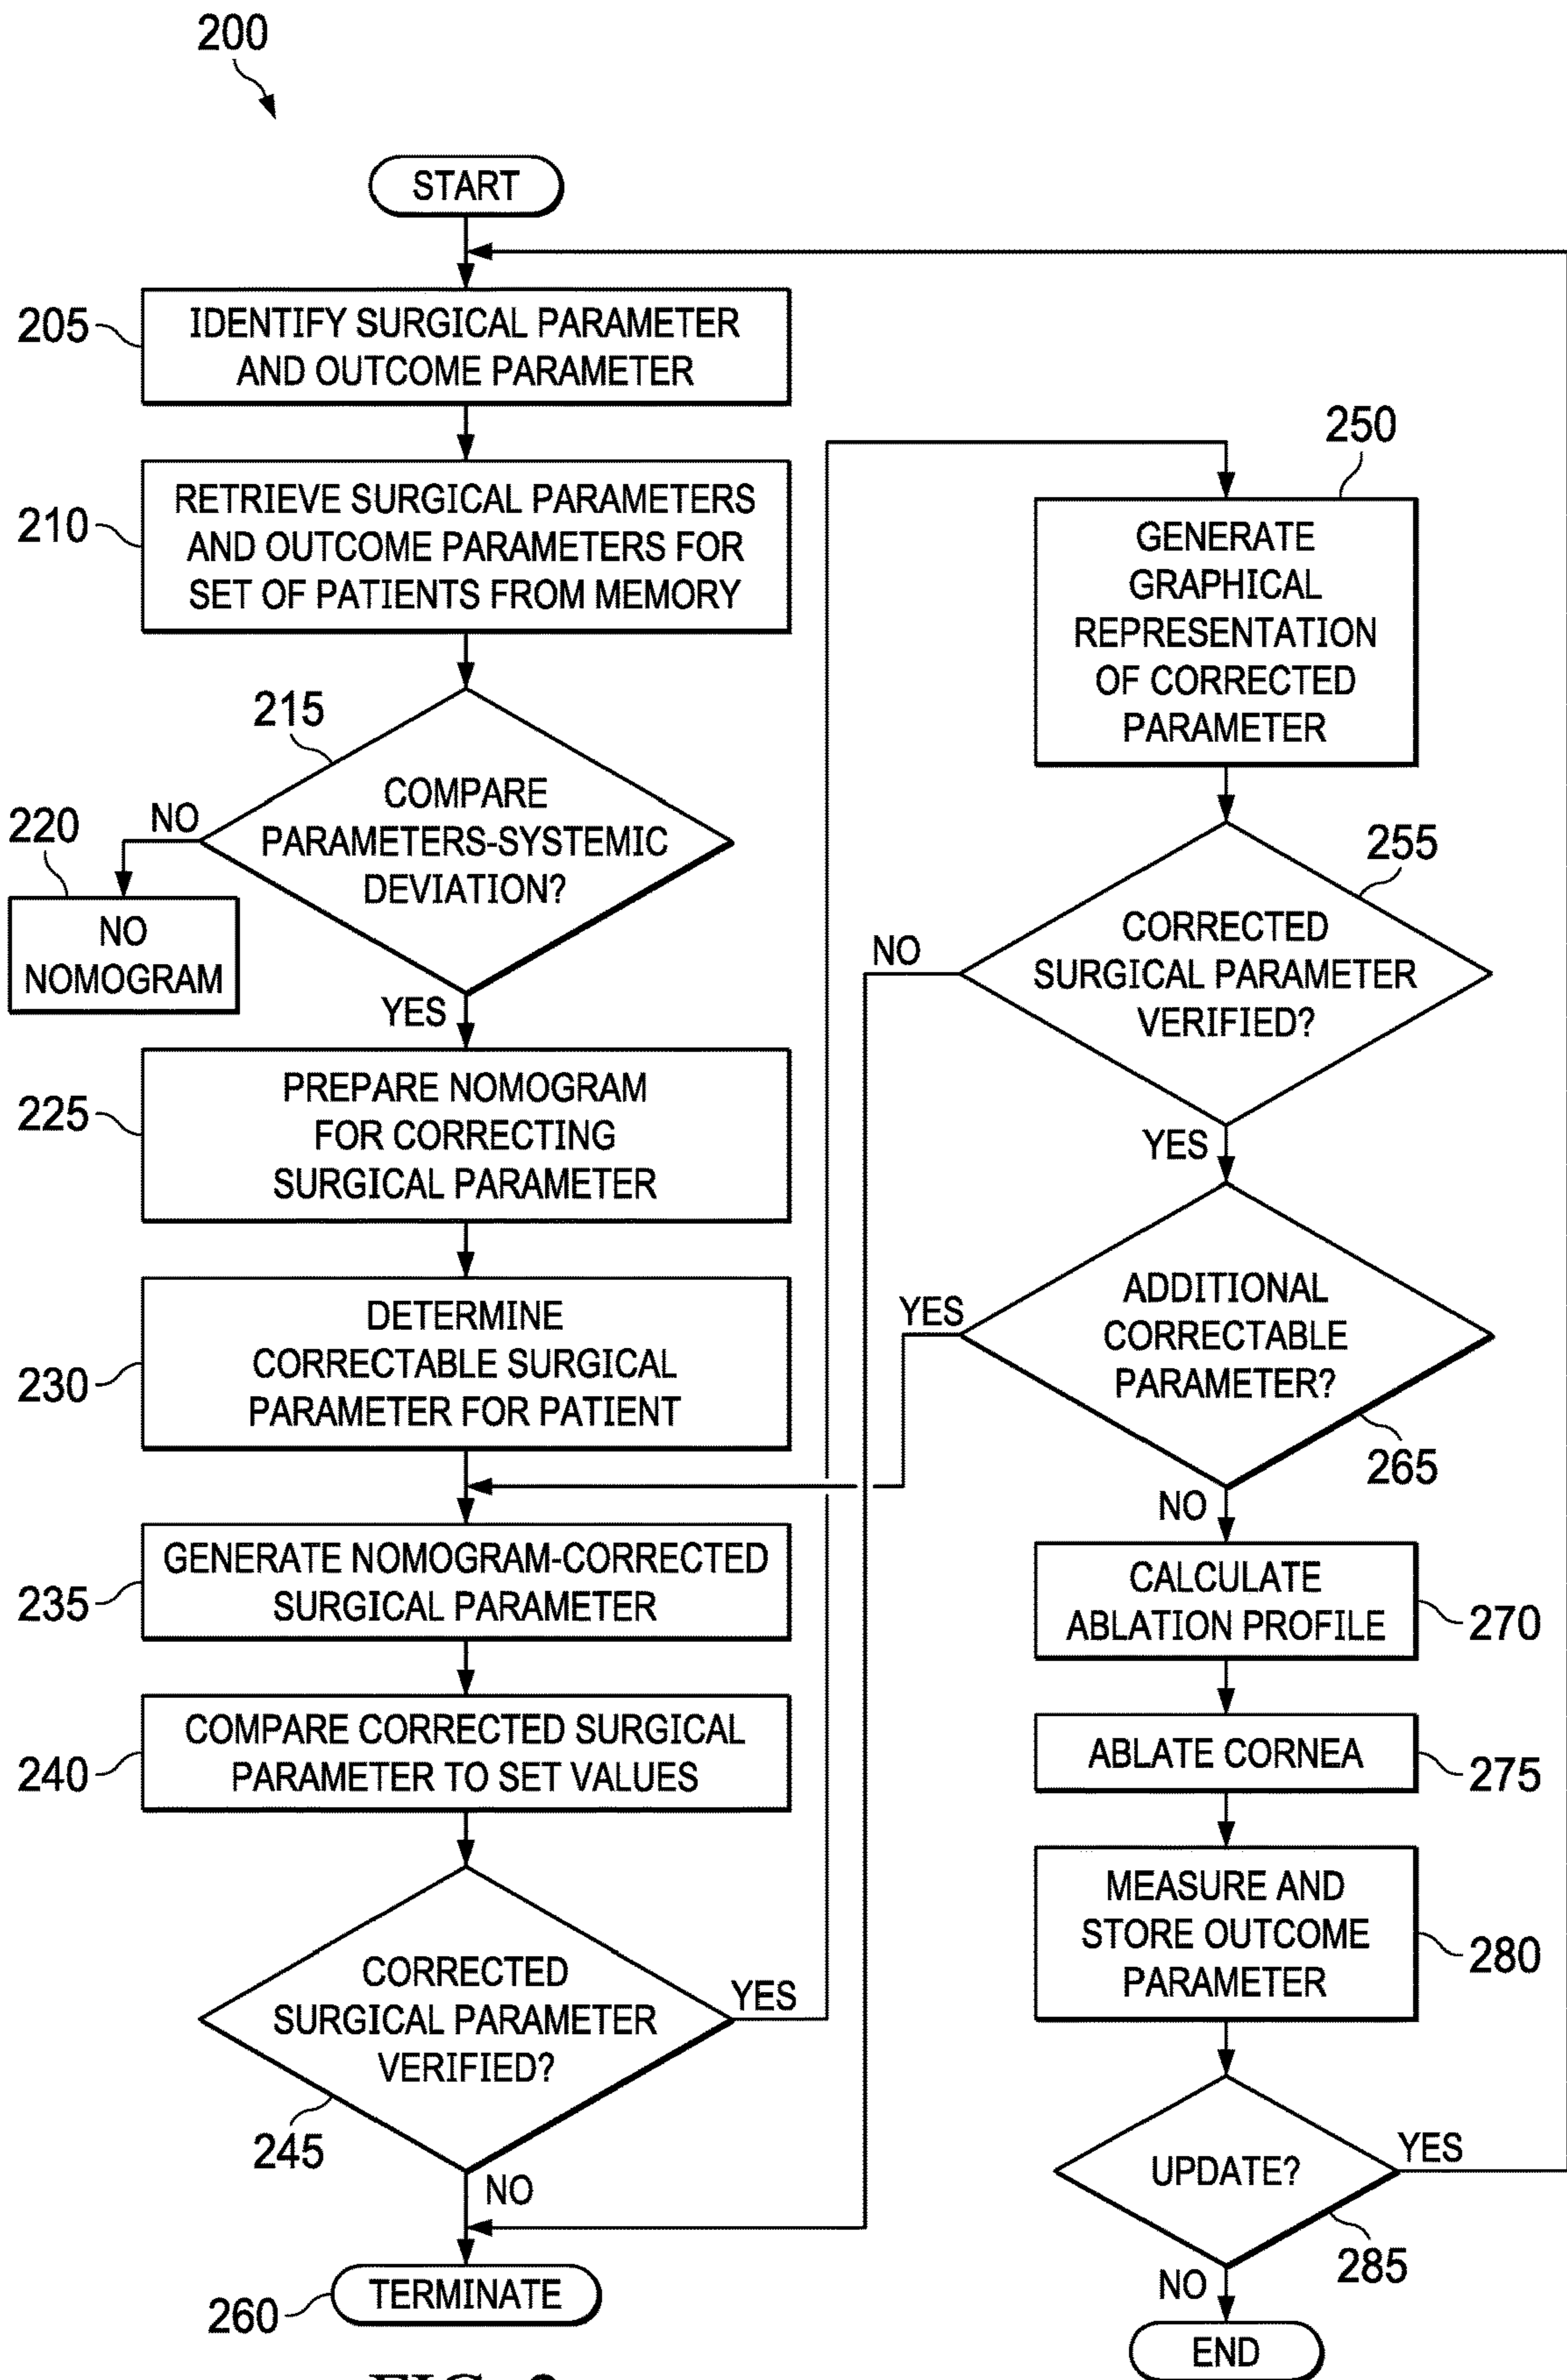 200
START
205
IDENTIFY SURGICAL PARAMETER
AND OUTCOME PARAMETER
210
RETRIEVE SURGICAL PARAMETERS
AND OUTCOME PARAMETERS FOR
SET OF PATIENTS FROM MEMORY
215
COMPARE
PARAMETERS-SYSTEMIC
DEVIATION?
NO
220
NO
NOMOGRAM
YES
225
PREPARE NOMOGRAM
FOR CORRECTING
SURGICAL PARAMETER
230
DETERMINE
CORRECTABLE SURGICAL
PARAMETER FOR PATIENT
235
GENERATE NOMOGRAM-CORRECTED
SURGICAL PARAMETER
240
COMPARE CORRECTED SURGICAL
PARAMETER TO SET VALUES
CORRECTED
SURGICAL PARAMETER
VERIFIED?
YES
245
NO
260
TERMINATE
250
GENERATE
GRAPHICAL
REPRESENTATION
OF CORRECTED
PARAMETER
255
NO
CORRECTED
SURGICAL PARAMETER
VERIFIED?
YES
YES
ADDITIONAL
CORRECTABLE
PARAMETER?
265
NO
CALCULATE
ABLATION PROFILE
270
ABLATE CORNEA
275
MEASURE AND
STORE OUTCOME
PARAMETER
280
UPDATE?
YES
285
NO
END